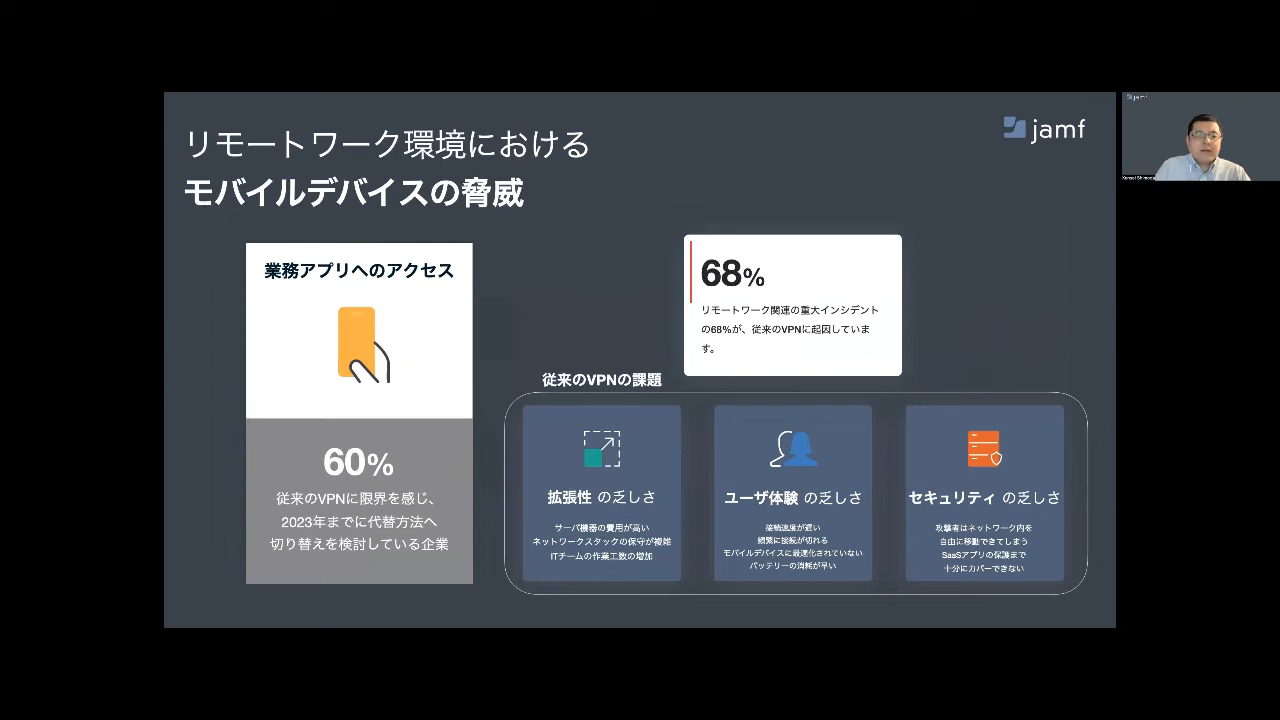 リモートワーク環境における
モバイルデバイスの脅威
jamf
業務アプリへのアクセス
60%
従来のVPNに限界を感じ、
2023年までに代替方法へ
切り替えを検討している企業
68%
リモートワーク関連の重大インシデント
の68%が、従来のVPNに起因していま
す。
従来のVPNの課題
拡張性 の乏しさ
サーバ機器の費用が高い
ネットワークスタックの保守が複雑
ITチームの作業工数の増加
ユーザ体験 の乏しさ
接続速度が遅い
頻繁に接続が切れる
モバイルデバイスに最適化されていない
バッテリーの消耗が早い
セキュリティ の乏しさ
攻撃者はネットワーク内を
自由に移動できてしまう
SaaSアプリの保護まで
十分にカバーできない
jamf